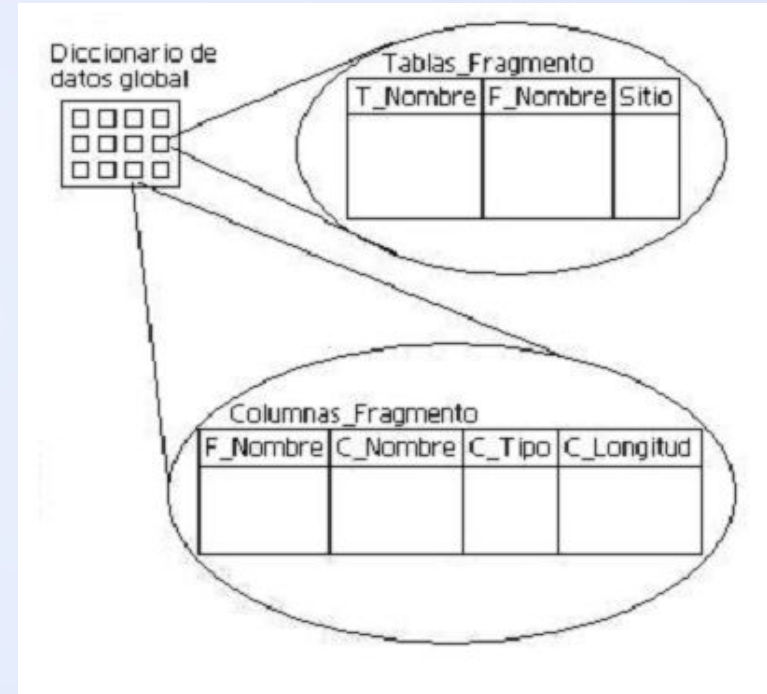 Diccionario de
datos global
Tablas_Fragmento
T_Nombre F_Nombre Sitio
Columnas_Fragmento
F_Nombre C_Nombre C_Tipo C_Longitud